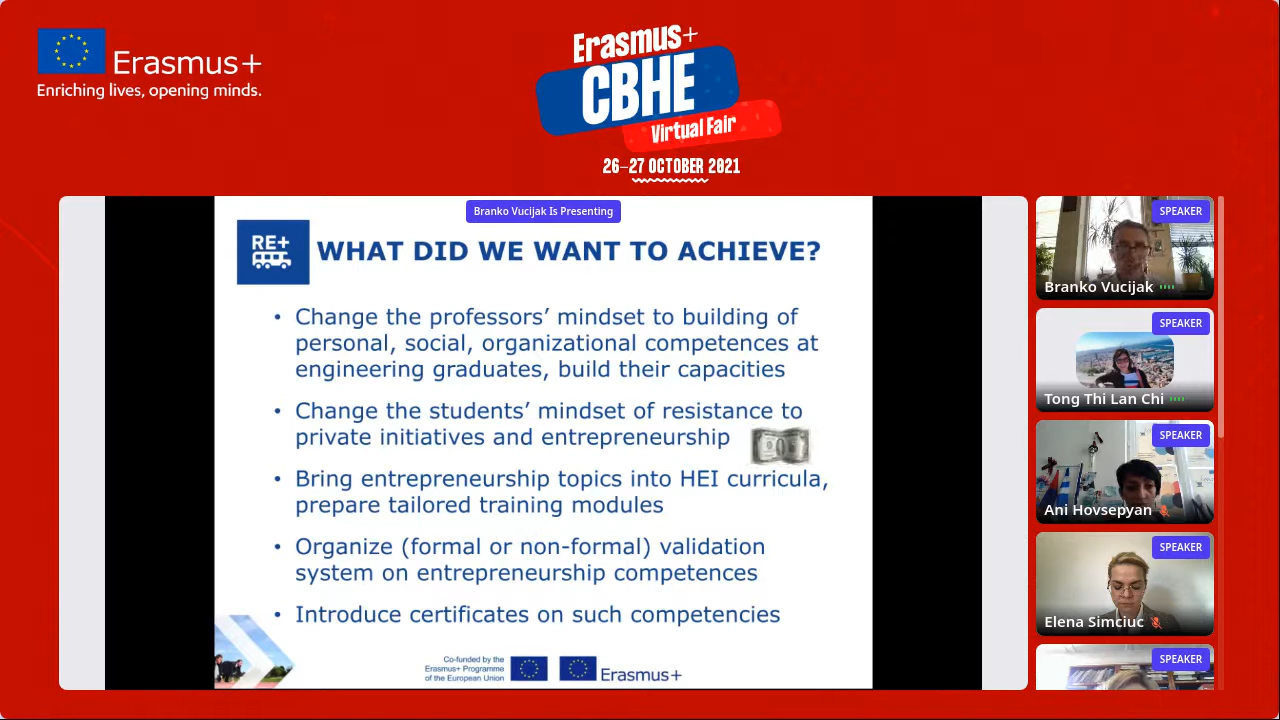 Erasmus+
Enriching lives, opening minds.
Erasmus+
CBHE
Virtual Fair
26–27 OCTOBER 2021
Branko Vucijak Is Presenting
RE+
WHAT DID WE WANT TO ACHIEVE?
• Change the professors’ mindset to building of
personal, social, organizational competences at
engineering graduates, build their capacities
• Change the students’ mindset of resistance to
private initiatives and entrepreneurship
• Bring entrepreneurship topics into HEI curricula,
prepare tailored training modules
• Organize (formal or non-formal) validation
system on entrepreneurship competences
• Introduce certificates on such competencies
Co-funded by the
Erasmus+ Programme
of the European Union
Erasmus+
SPEAKER
Branko Vucijak
SPEAKER
Tong Thi Lan Chi
SPEAKER
Ani Hovsepyan
SPEAKER
Elena Simciuc
SPEAKER